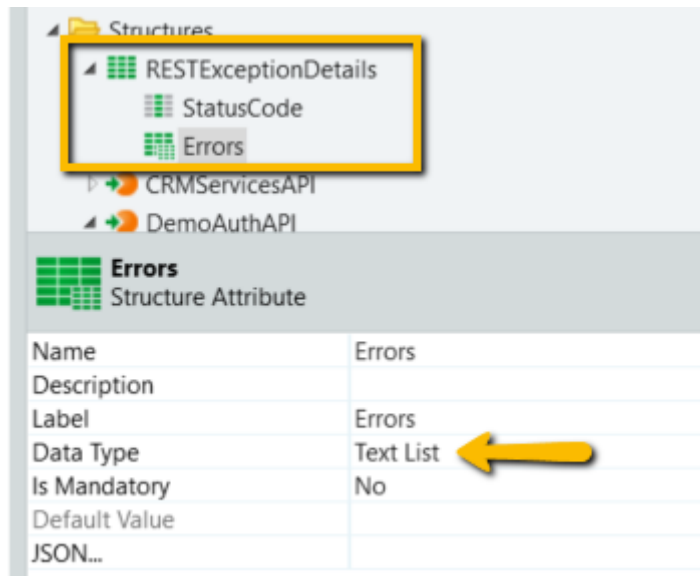 Structures
RESTExceptionDetails
StatusCode
Errors
CRMServicesAPI
DemoAuthAPI
Errors
Structure Attribute
Name Errors
Description
Label Errors
Data Type Text List
Is Mandatory No
Default Value
JSON...